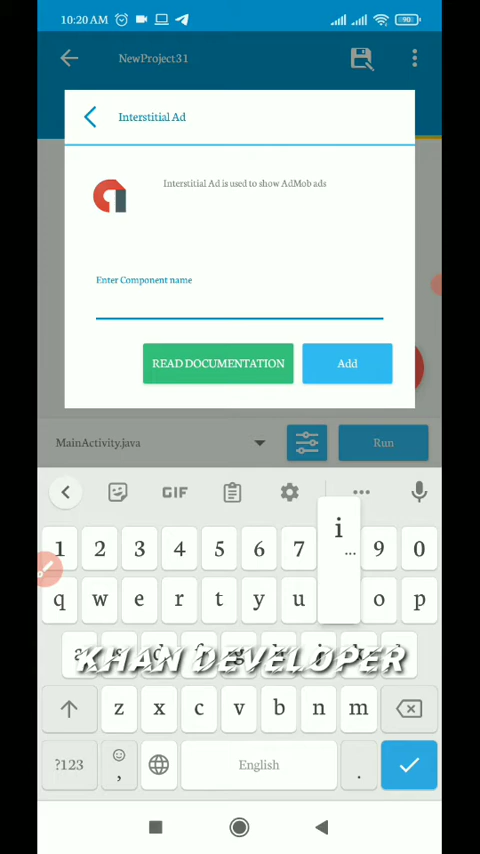 10:20 AM
90
NewProject31
Interstitial Ad
Interstitial Ad is used to show AdMob ads
Enter Component name
READ DOCUMENTATION
Add
MainActivity.java
Run
GIF
1 2 3 4 5 6 7 9 0
i
...
q w e r t y u o p
KHAN DEVELOPER
z x c v b n m
?123 , English .